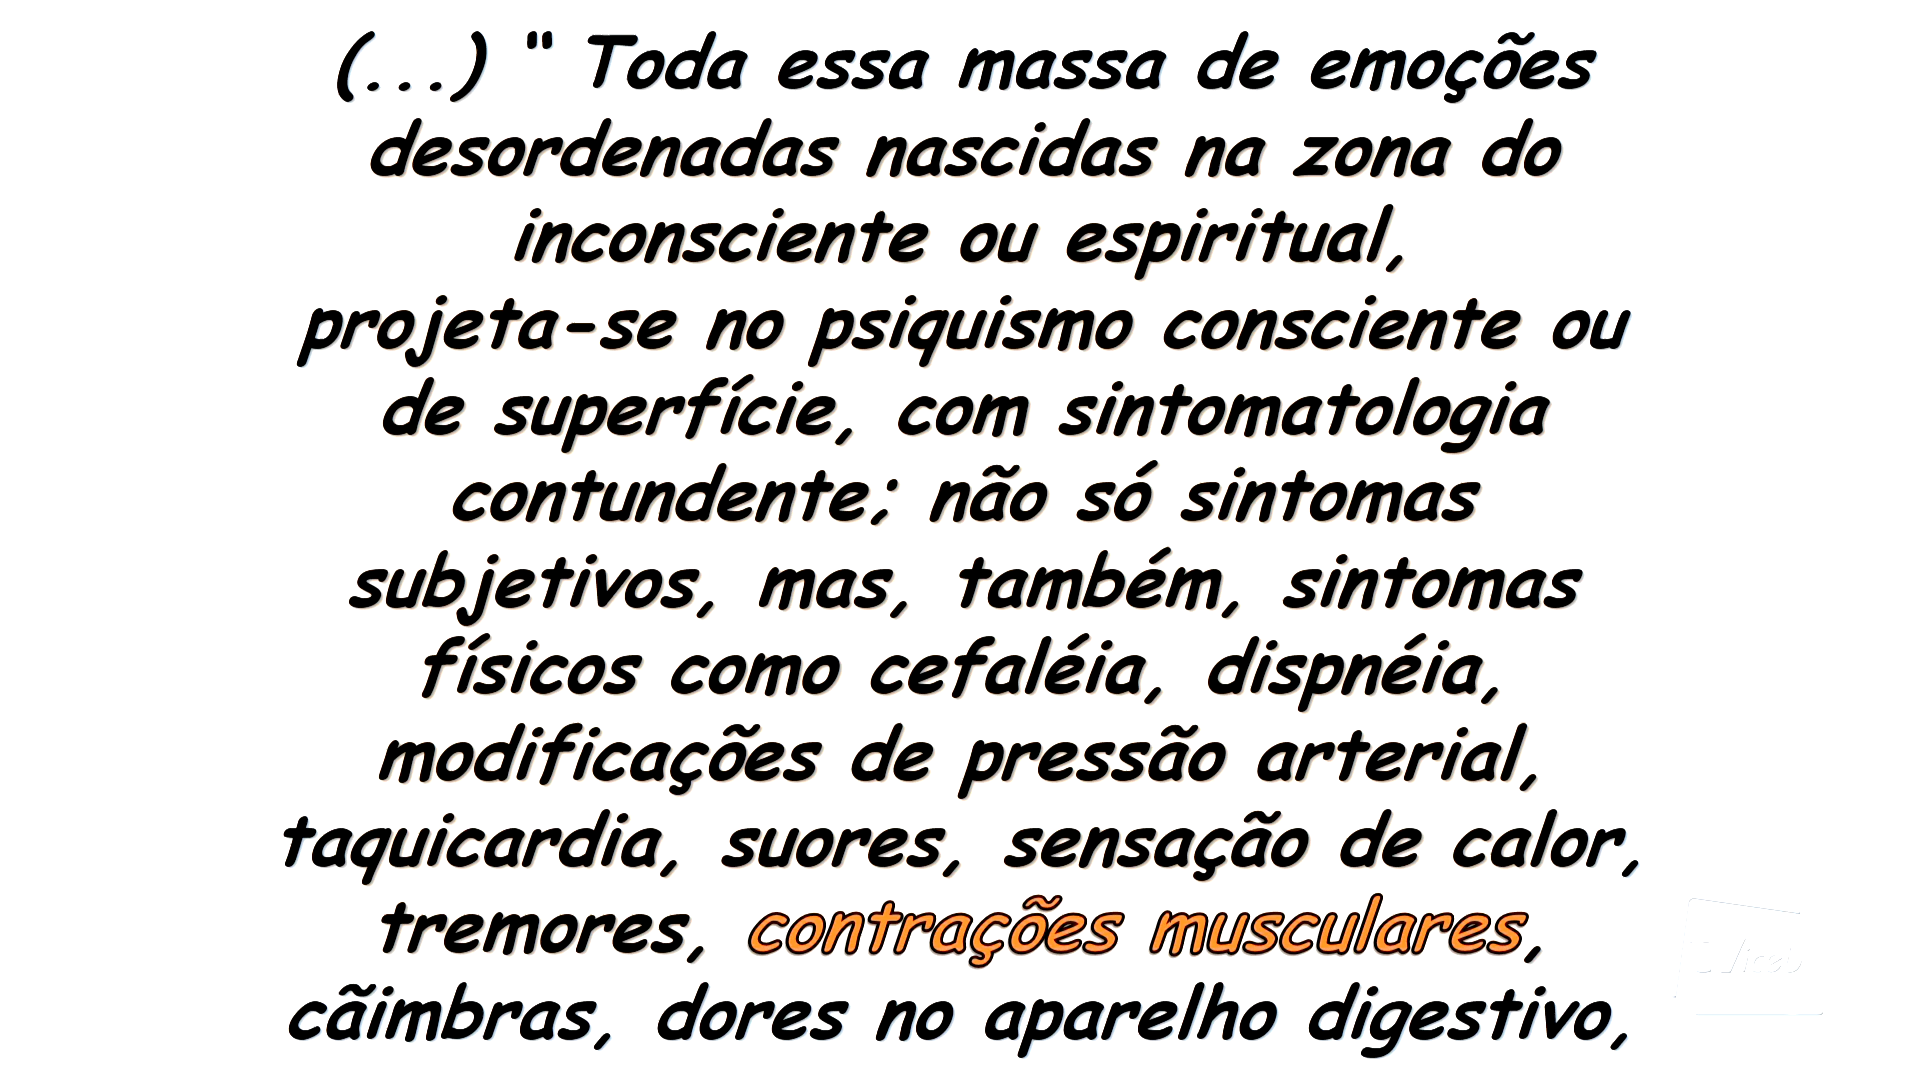 (...) “ Toda essa massa de emoções
desordenadas nascidas na zona do
inconsciente ou espiritual,
projeta-se no psiquismo consciente ou
de superfície, com sintomatologia
contundente; não só sintomas
subjetivos, mas, também, sintomas
físicos como cefaléia, dispnéia,
modificações de pressão arterial,
taquicardia, suores, sensação de calor,
tremores, contrações musculares,
cãimbras, dores no aparelho digestivo,